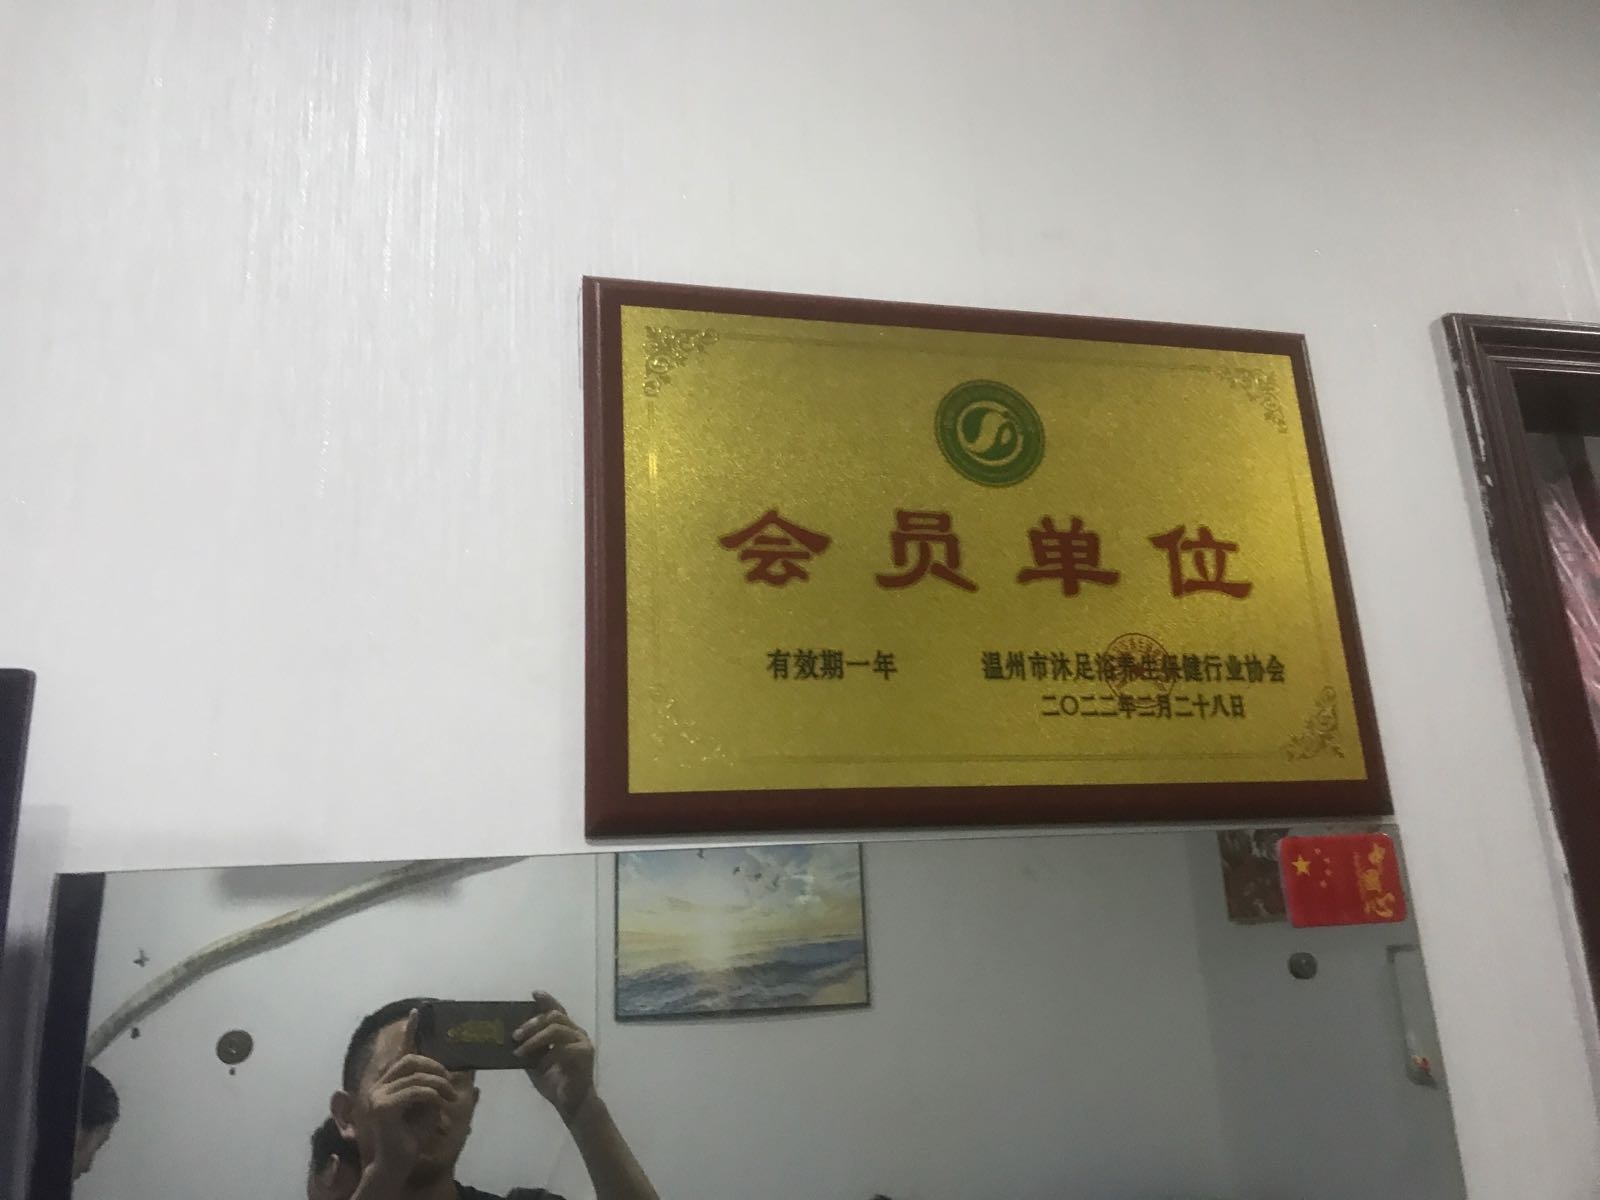 会员单位
有效期一年
温州市沐足浴养生保健行业协会
二〇二二年二月二十八日
中国心